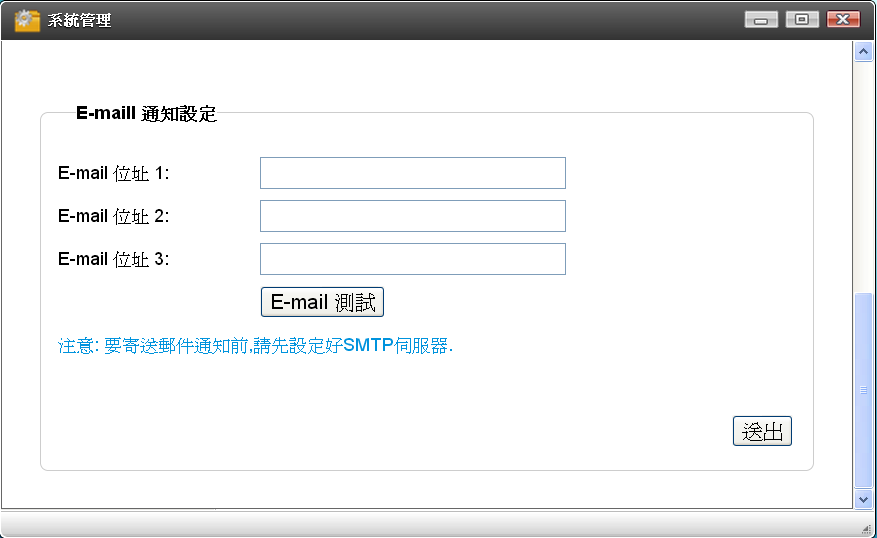 系統管理
E-maill 通知設定
E-mail 位址 1:
E-mail 位址 2:
E-mail 位址 3:
E-mail 測試
注意: 要寄送郵件通知前,請先設定好SMTP伺服器.
送出